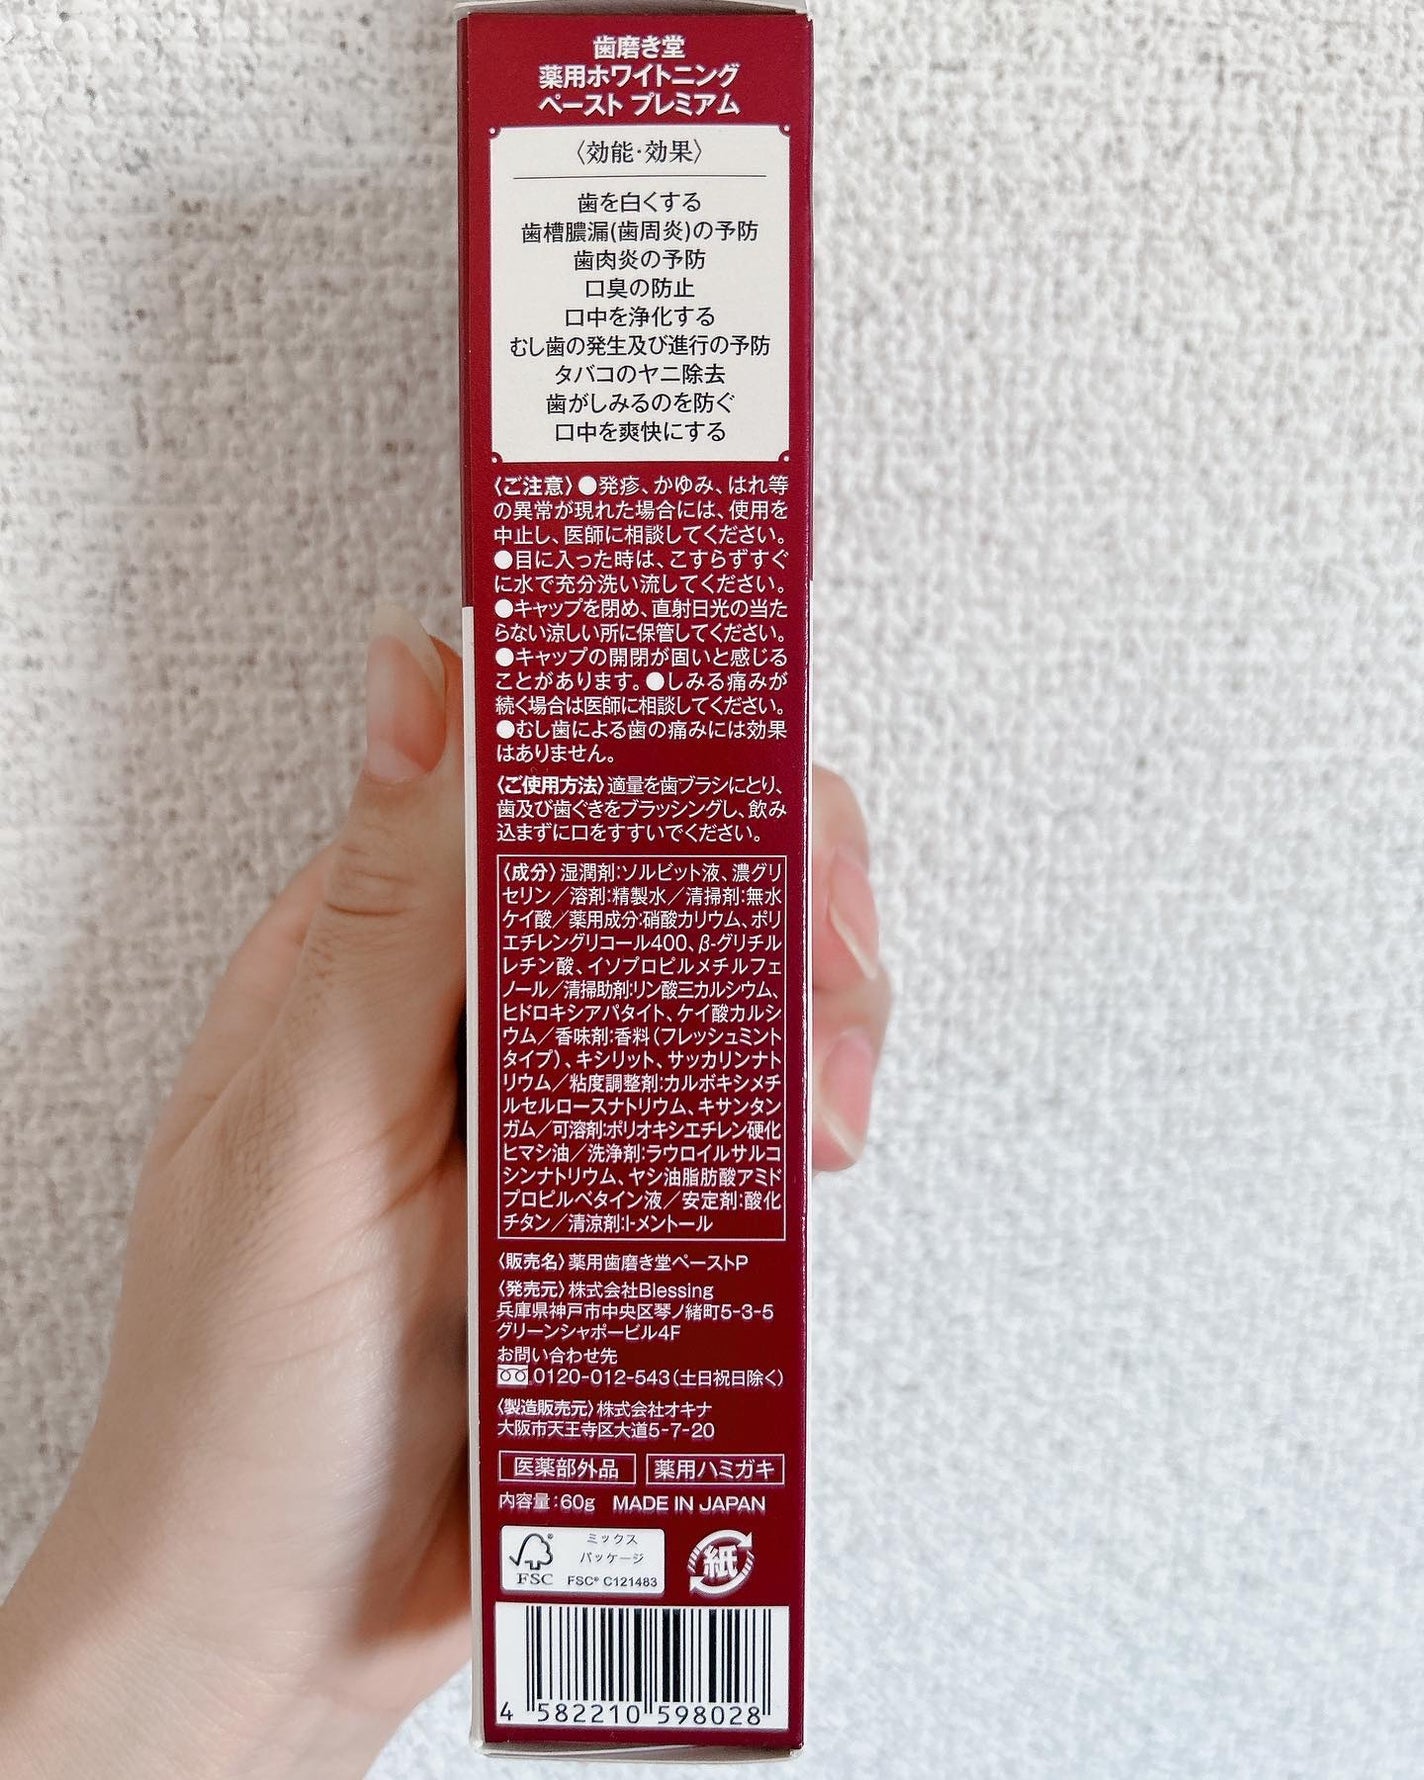 歯磨き堂
薬用ホワイトニング
ペースト プレミアム
〈効能·効果〉
歯を白くする
歯槽膿漏(歯周炎)の予防
歯肉炎の予防
口臭の防止
口中を浄化する
むし歯の発生及び進行の予防
タバコのヤニ除去
歯がしみるのを防ぐ
口中を爽快にする
〈ご注意〉●発疹、かゆみ、はれ等
の異常が現れた場合には、使用を
中止し、医師に相談してください。
●目に入った時は、こすらずすぐ
に水で充分洗い流してください。
●キャップを閉め、直射日光の当た
らない涼しい所に保管してください。
●キャップの開閉が固いと感じる
ことがあります。●しみる痛みが
続く場合は医師に相談してください。
●むし歯による歯の痛みには効果
はありません。
〈ご使用方法〉適量を歯ブラシにとり、
歯及び歯ぐきをブラッシングし、飲み
込まずに口をすすいでください。
〈成分〉湿潤剤:ソルビット液、濃グリ
セリン／溶剤:精製水／清掃剤:無水
ケイ酸／薬用成分:硝酸カリウム、ポリ
エチレングリコール400、β-グリチル
レチン酸、イソプロピルメチルフェ
ノール／清掃助剤:リン酸三カルシウム、
ヒドロキシアパタイト、ケイ酸カルシ
ウム／香味剤:香料(フレッシュミント
タイプ)、キシリット、サッカリンナト
リウム／粘度調整剤:カルボキシメチ
ルセルロースナトリウム、キサンタン
ガム／可溶剤:ポリオキシエチレン硬化
ヒマシ油／洗浄剤:ラウロイルサルコ
シンナトリウム、ヤシ油脂肪酸アミド
プロピルベタイン液／安定剤:酸化
チタン／清涼剤:l-メントール
〈販売名〉薬用歯磨き堂ペーストP
〈発売元〉株式会社Blessing
兵庫県神戸市中央区琴ノ緒町5-3-5
グリーンシャポービル4F
お問い合わせ先
0120-012-543(土日祝日除く)
〈製造販売元〉株式会社オキナ
大阪市天王寺区大道5-7-20
医薬部外品 薬用ハミガキ
内容量:60g MADE IN JAPAN
ミックス
パッケージ
FSC FSC® C121483
紙
4 582210 598028